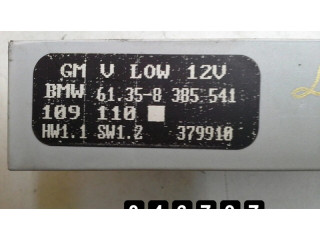 GM V LOW 12V
BMW 61.35-8 385 541
109 110
HW1.1 SW1.2 379910